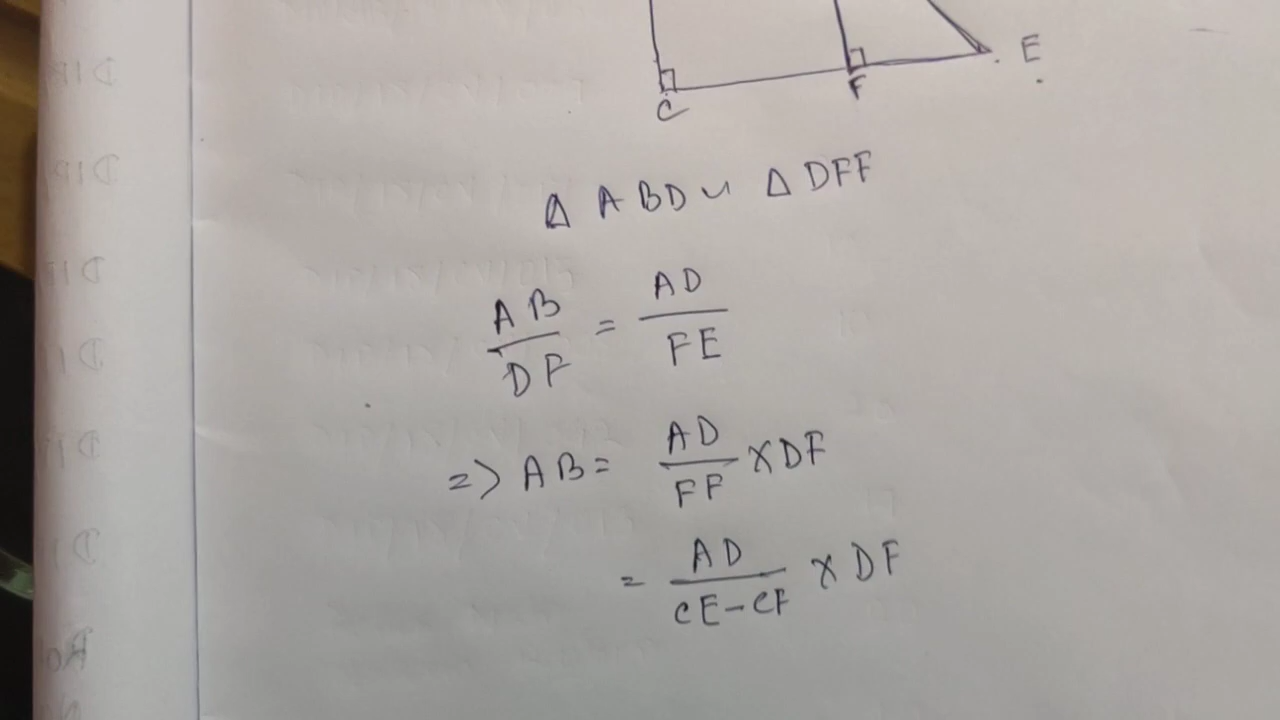 E
C F
Δ ABD ∽ Δ DFF
AB/DF = AD/FE
=> AB = AD/FF × DF
= AD/CE-CF × DF